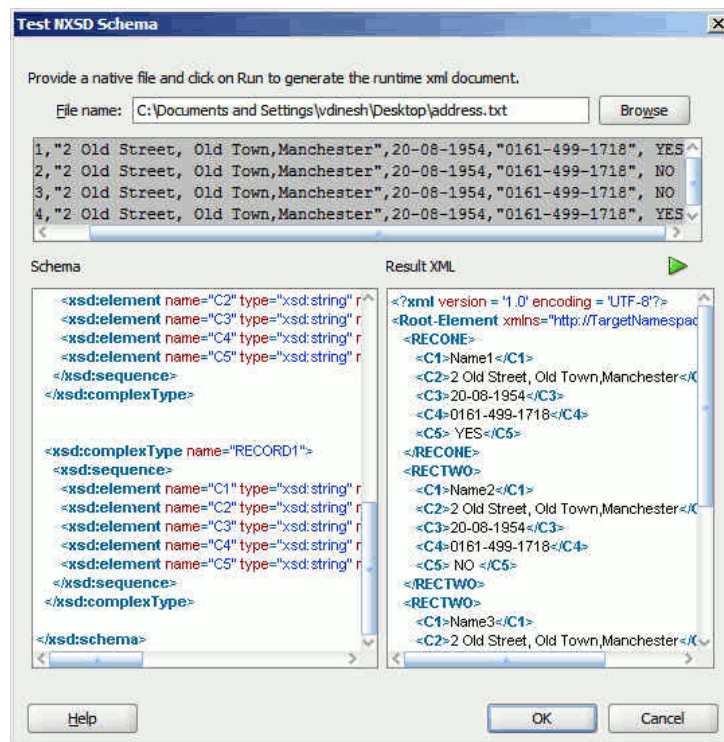 Test NXSD Schema
Provide a native file and click on Run to generate the runtime xml document.
File name: C:\Documents and Settings\vdinesh\Desktop\address.txt Browse
1,"2 Old Street, Old Town,Manchester",20-08-1954,"0161-499-1718", YES
2,"2 Old Street, Old Town,Manchester",20-08-1954,"0161-499-1718", NO
3,"2 Old Street, Old Town,Manchester",20-08-1954,"0161-499-1718", NO
4,"2 Old Street, Old Town,Manchester",20-08-1954,"0161-499-1718", YES
Schema
<xsd:element name="C2" type="xsd:string"
<xsd:element name="C3" type="xsd:string"
<xsd:element name="C4" type="xsd:string"
<xsd:element name="C5" type="xsd:string"
</xsd:sequence>
</xsd:complexType>
<xsd:complexType name="RECORD1">
<xsd:sequence>
<xsd:element name="C1" type="xsd:string"
<xsd:element name="C2" type="xsd:string"
<xsd:element name="C3" type="xsd:string"
<xsd:element name="C4" type="xsd:string"
<xsd:element name="C5" type="xsd:string"
</xsd:sequence>
</xsd:complexType>
</xsd:schema>
Result XML
<?xml version = '1.0' encoding = 'UTF-8'?>
<Root-Element xmlns="http://TargetNamespac
<RECONE>
<C1>Name1</C1>
<C2>2 Old Street, Old Town,Manchester</C
<C3>20-08-1954</C3>
<C4>0161-499-1718</C4>
<C5> YES</C5>
</RECONE>
<RECTWO>
<C1>Name2</C1>
<C2>2 Old Street, Old Town,Manchester</C
<C3>20-08-1954</C3>
<C4>0161-499-1718</C4>
<C5> NO </C5>
</RECTWO>
<RECTWO>
<C1>Name3</C1>
<C2>2 Old Street, Old Town,Manchester</C
Help OK Cancel